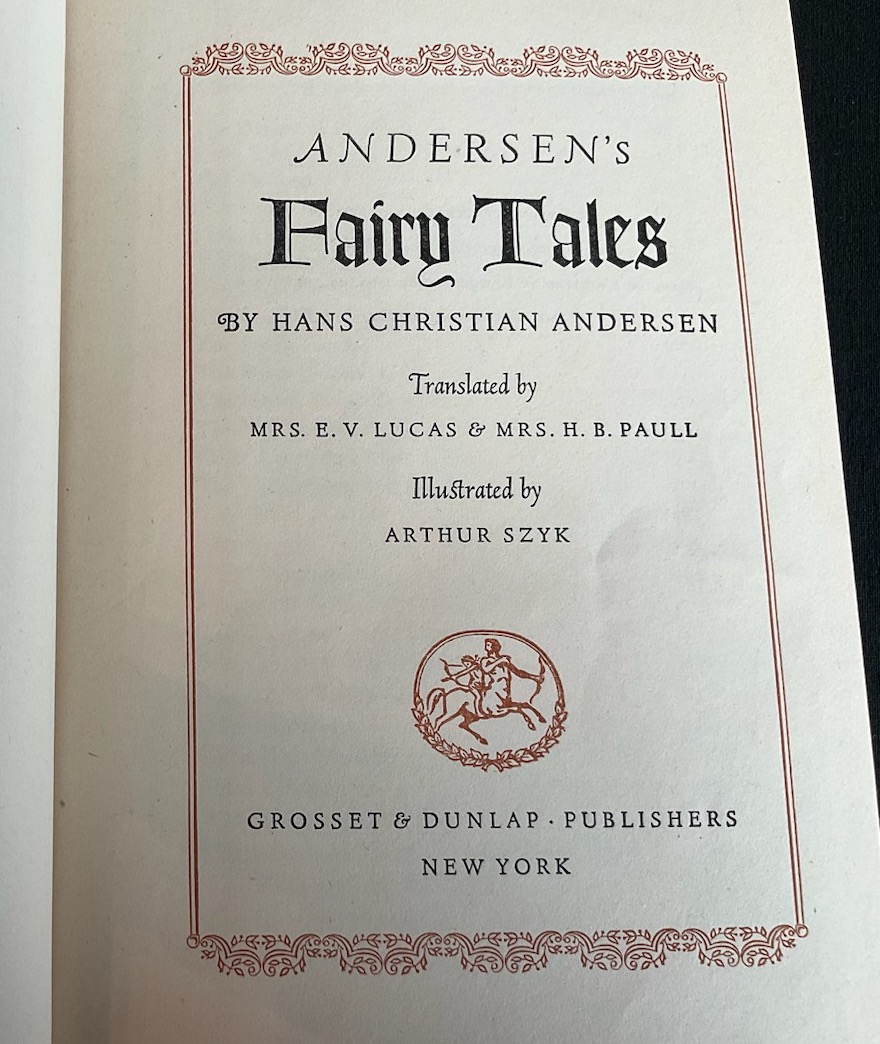 ANDERSEN'S
Fairy Tales
BY HANS CHRISTIAN ANDERSEN
Translated by
MRS. E. V. LUCAS & MRS. H. B. PAULL
Illustrated by
ARTHUR SZYK
GROSSET & DUNLAP · PUBLISHERS
NEW YORK